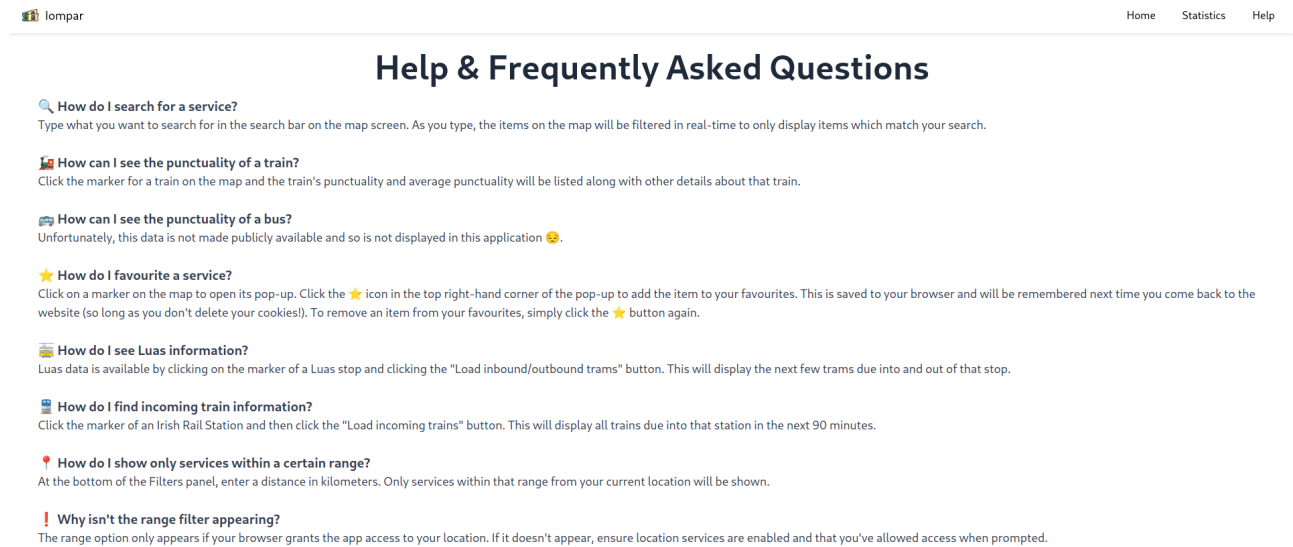 Iompar
Home Statistics Help
Help & Frequently Asked Questions
🔍 How do I search for a service?
Type what you want to search for in the search bar on the map screen. As you type, the items on the map will be filtered in real-time to only display items which match your search.
🚂 How can I see the punctuality of a train?
Click the marker for a train on the map and the train's punctuality and average punctuality will be listed along with other details about that train.
🚌 How can I see the punctuality of a bus?
Unfortunately, this data is not made publicly available and so is not displayed in this application 😔.
⭐ How do I favourite a service?
Click on a marker on the map to open its pop-up. Click the ⭐ icon in the top right-hand corner of the pop-up to add the item to your favourites. This is saved to your browser and will be remembered next time you come back to the
website (so long as you don't delete your cookies!). To remove an item from your favourites, simply click the ⭐ button again.
🚋 How do I see Luas information?
Luas data is available by clicking on the marker of a Luas stop and clicking the "Load inbound/outbound trams" button. This will display the next few trams due into and out of that stop.
🚆 How do I find incoming train information?
Click the marker of an Irish Rail Station and then click the "Load incoming trains" button. This will display all trains due into that station in the next 90 minutes.
📍 How do I show only services within a certain range?
At the bottom of the Filters panel, enter a distance in kilometers. Only services within that range from your current location will be shown.
❗ Why isn't the range filter appearing?
The range option only appears if your browser grants the app access to your location. If it doesn't appear, ensure location services are enabled and that you've allowed access when prompted.